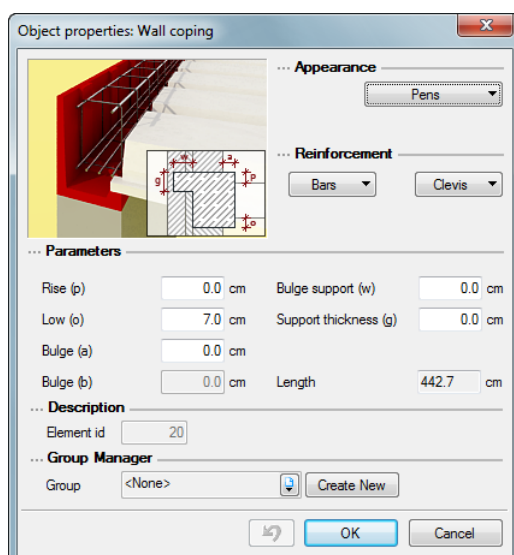 Object properties: Wall coping
Appearance
Pens
Reinforcement
Bars Clevis
w a
g p
o
Parameters
Rise (p) 0.0 cm Bulge support (w) 0.0 cm
Low (o) 7.0 cm Support thickness (g) 0.0 cm
Bulge (a) 0.0 cm
Bulge (b) 0.0 cm Length 442.7 cm
Description
Element id 20
Group Manager
Group <None> Create New
OK Cancel